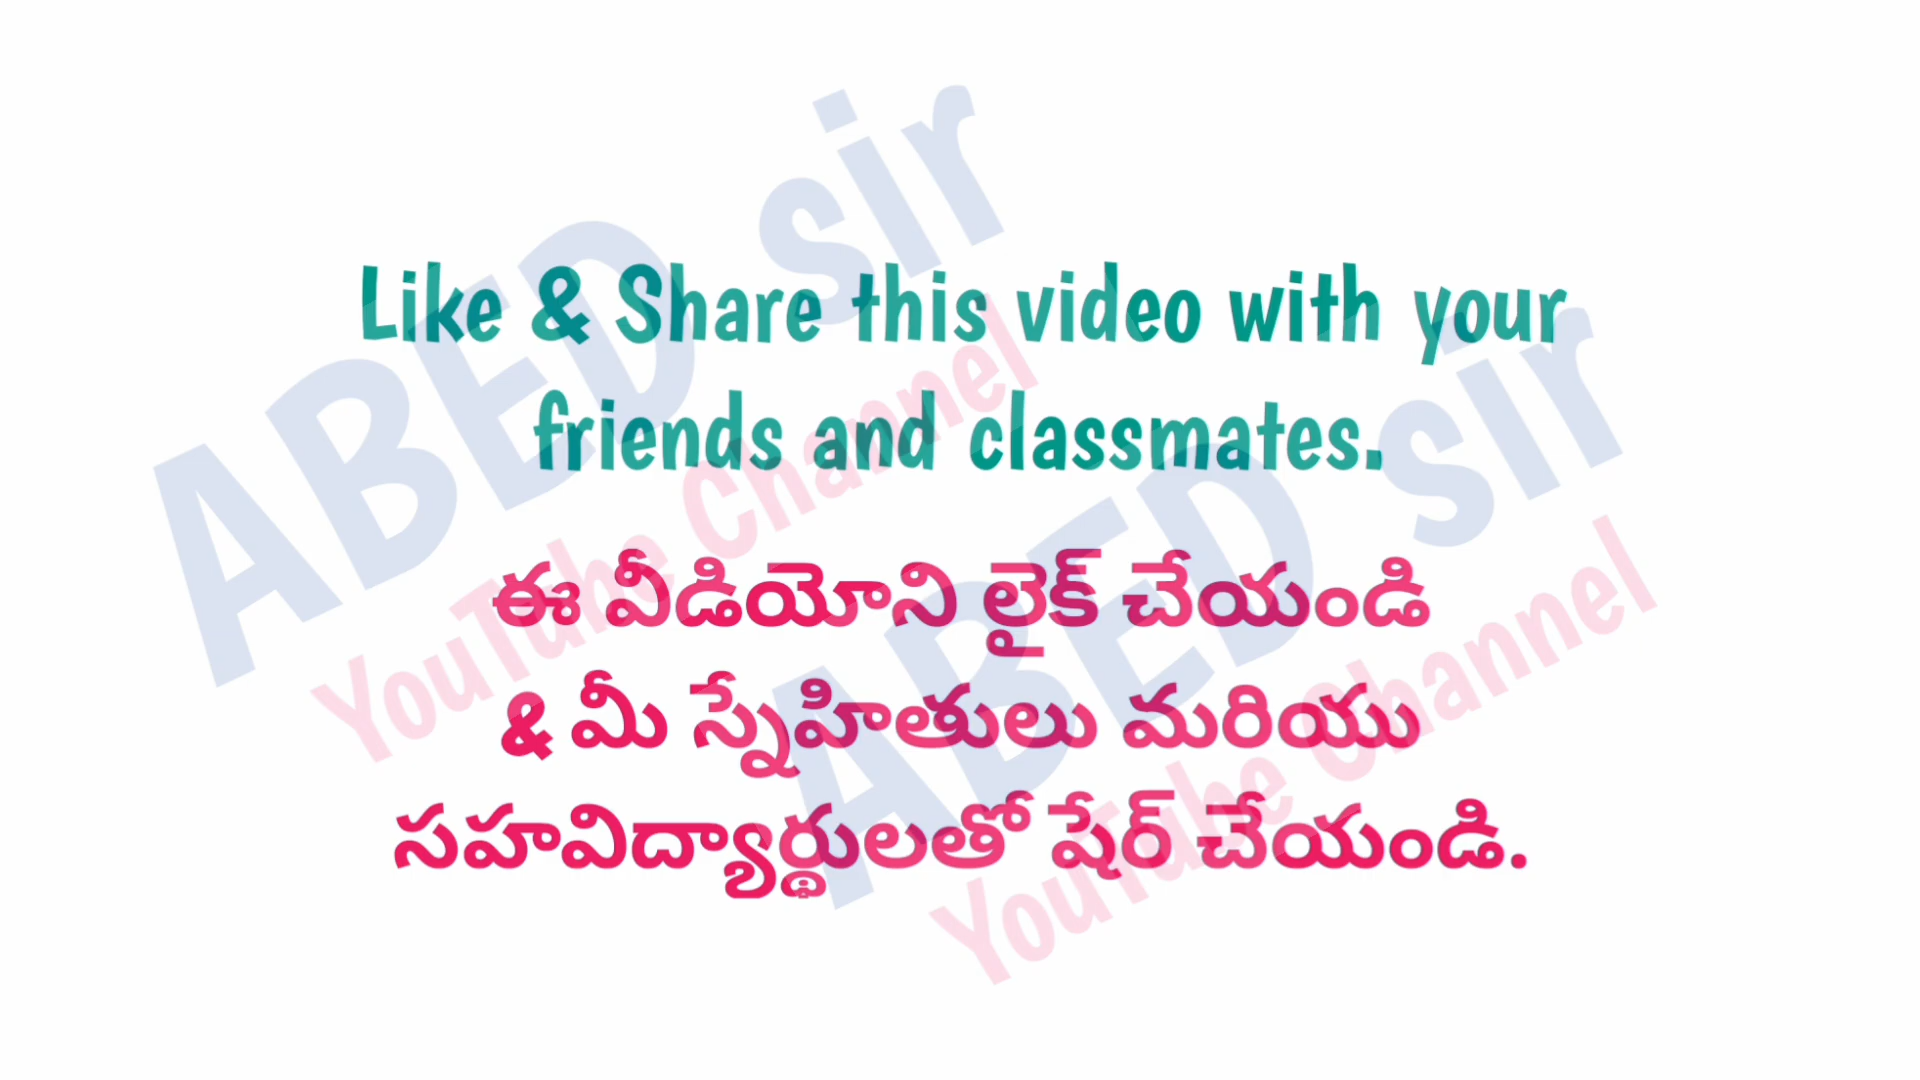 Like & Share this video with your
friends and classmates.
ఈ వీడియోని లైక్ చేయండి
& మీ స్నేహితులు మరియు
సహవిద్యార్థులతో షేర్ చేయండి.
ABED sir
YouTube Channel
ABED sir
YouTube Channel